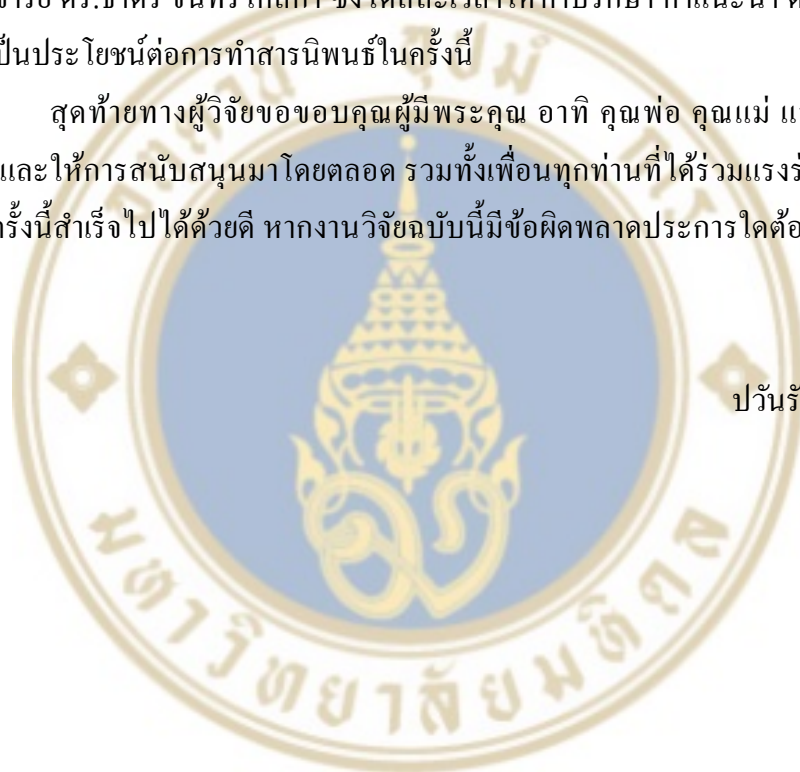 เป็นประโยชน์ต่อการทำสารนิพนธ์ในครั้งนี้
สุดท้ายทางผู้วิจัยขอขอบคุณผู้มีพระคุณ อาทิ คุณพ่อ คุณแม่
และให้การสนับสนุนมาโดยตลอด รวมทั้งเพื่อนทุกท่านที่ได้ร่วมแรง
ครั้งนี้สำเร็จไปได้ด้วยดี หากงานวิจัยฉบับนี้มีข้อผิดพลาดประการใด
ปวันรั
มหาวิทยาลัยมหิดล